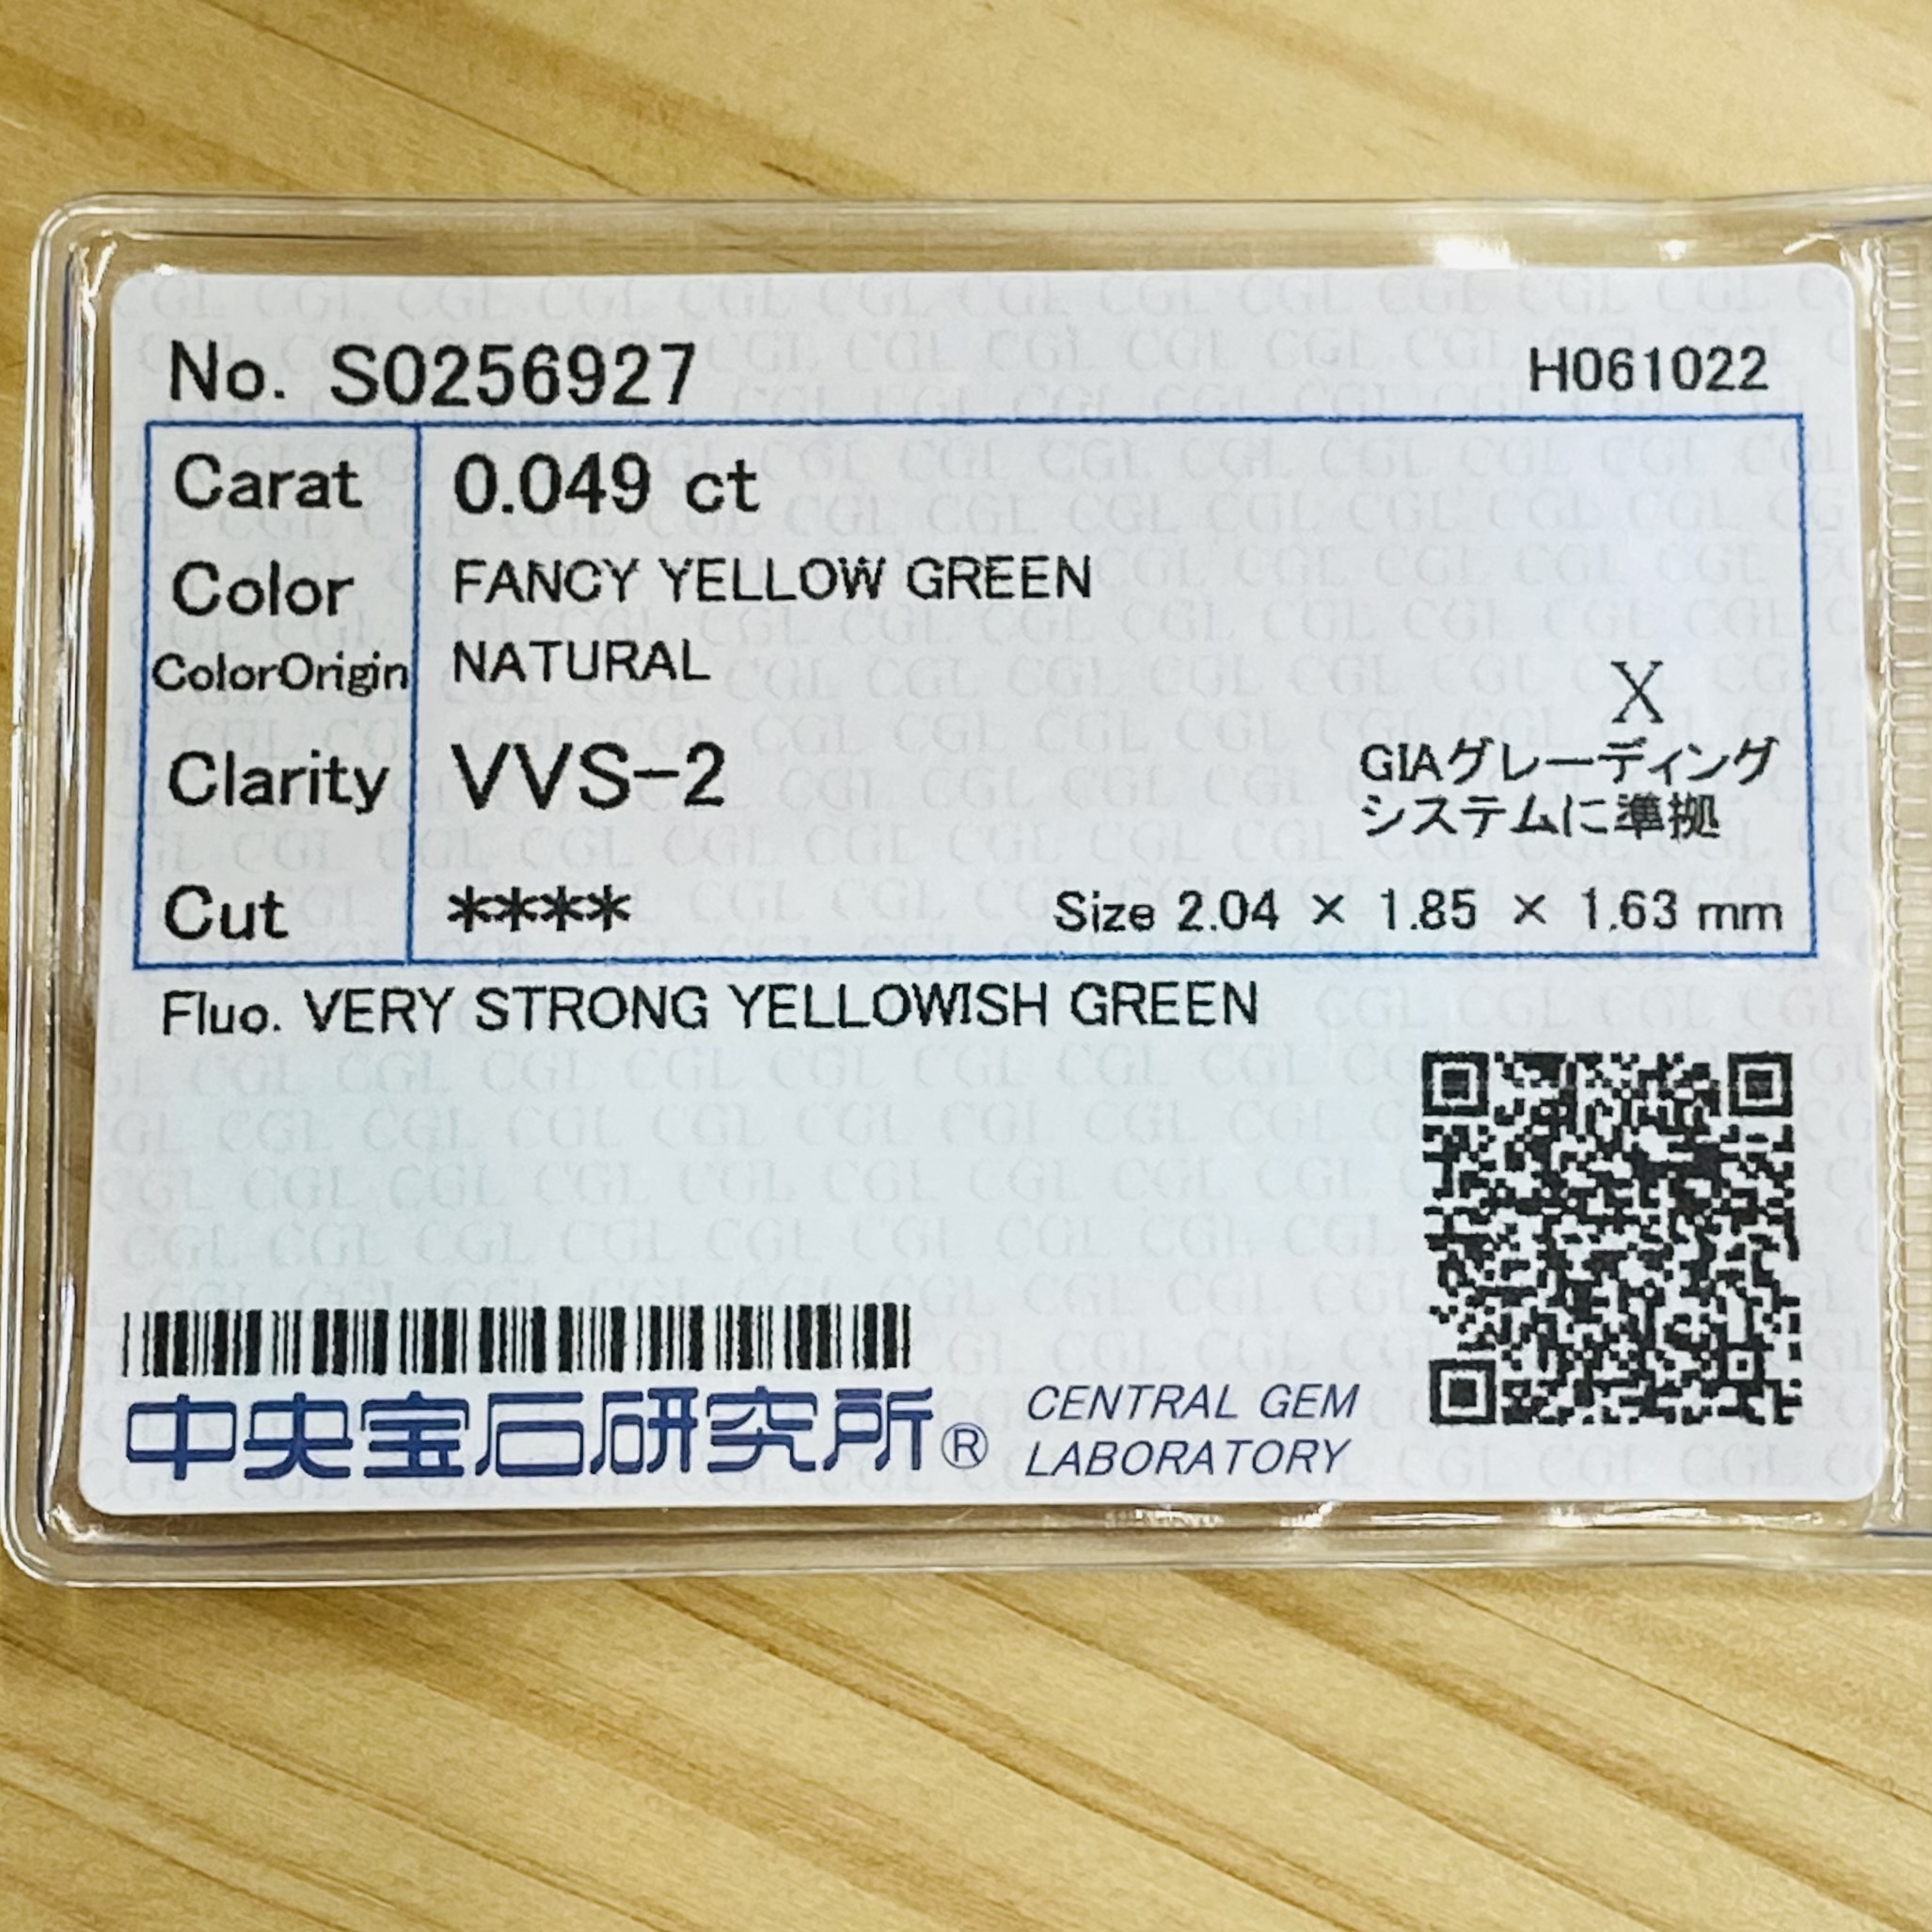 No. S0256927
H061022
Carat 0.049 ct
Color FANCY YELLOW GREEN
ColorOrigin NATURAL
X
Clarity VVS-2
GIAグレーディング
システムに準拠
Cut **** Size 2.04 × 1.85 × 1.63 mm
Fluo. VERY STRONG YELLOWISH GREEN
中央宝石研究所®
CENTRAL GEM
LABORATORY